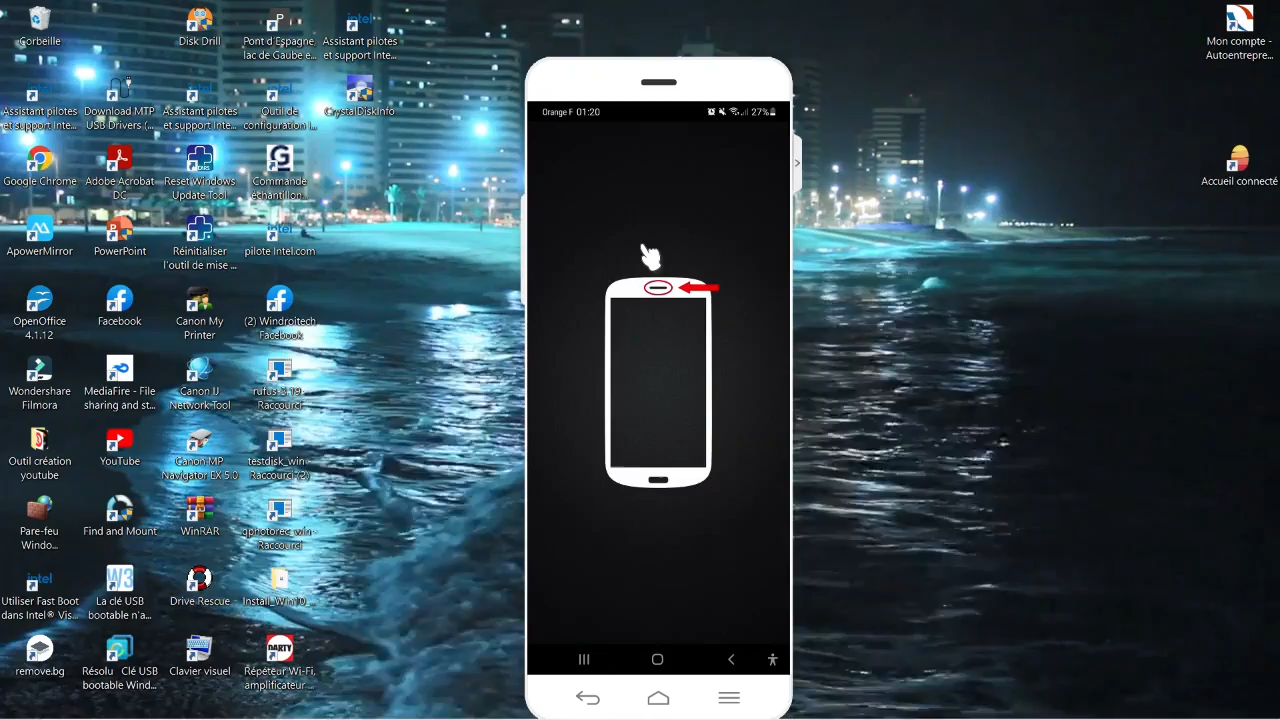 Corbeille
Disk Drill
Pont d'Espagne,
lac de Gaube e...
Assistant pilotes
et support Inte...
Mon compte -
Autoentrepre...
Assistant pilotes
et support Inte...
Download MTP
USB Drivers (...
Assistant pilotes
et support Inte...
Outil de
configuration I...
CrystalDiskInfo
Orange F 01:20
27%
Google Chrome
Adobe Acrobat
DC
Reset Windows
Update Tool
Commande
échantillon...
Accueil connecté
ApowerMirror
PowerPoint
Réinitialiser
l'outil de mise ...
pilote Intel.com
OpenOffice
4.1.12
Facebook
Canon My
Printer
(2) Windroitech
Facebook
Wondershare
Filmora
MediaFire - File
sharing and st...
Canon IJ
Network Tool
rufus-3.19 -
Raccourci
Outil création
youtube
YouTube
Canon MP
Navigator EX 5.0
testdisk_win -
Raccourci (2)
Pare-feu
Windo...
Find and Mount
WinRAR
qphotorec_win -
Raccourci
Utiliser Fast Boot
dans Intel® Vis...
La clé USB
bootable n'a...
Drive Rescue
Install_Win10_...
remove.bg
Résolu   Clé USB
bootable Wind...
Clavier visuel
DARTY
Répéteur Wi-Fi,
amplificateur ...